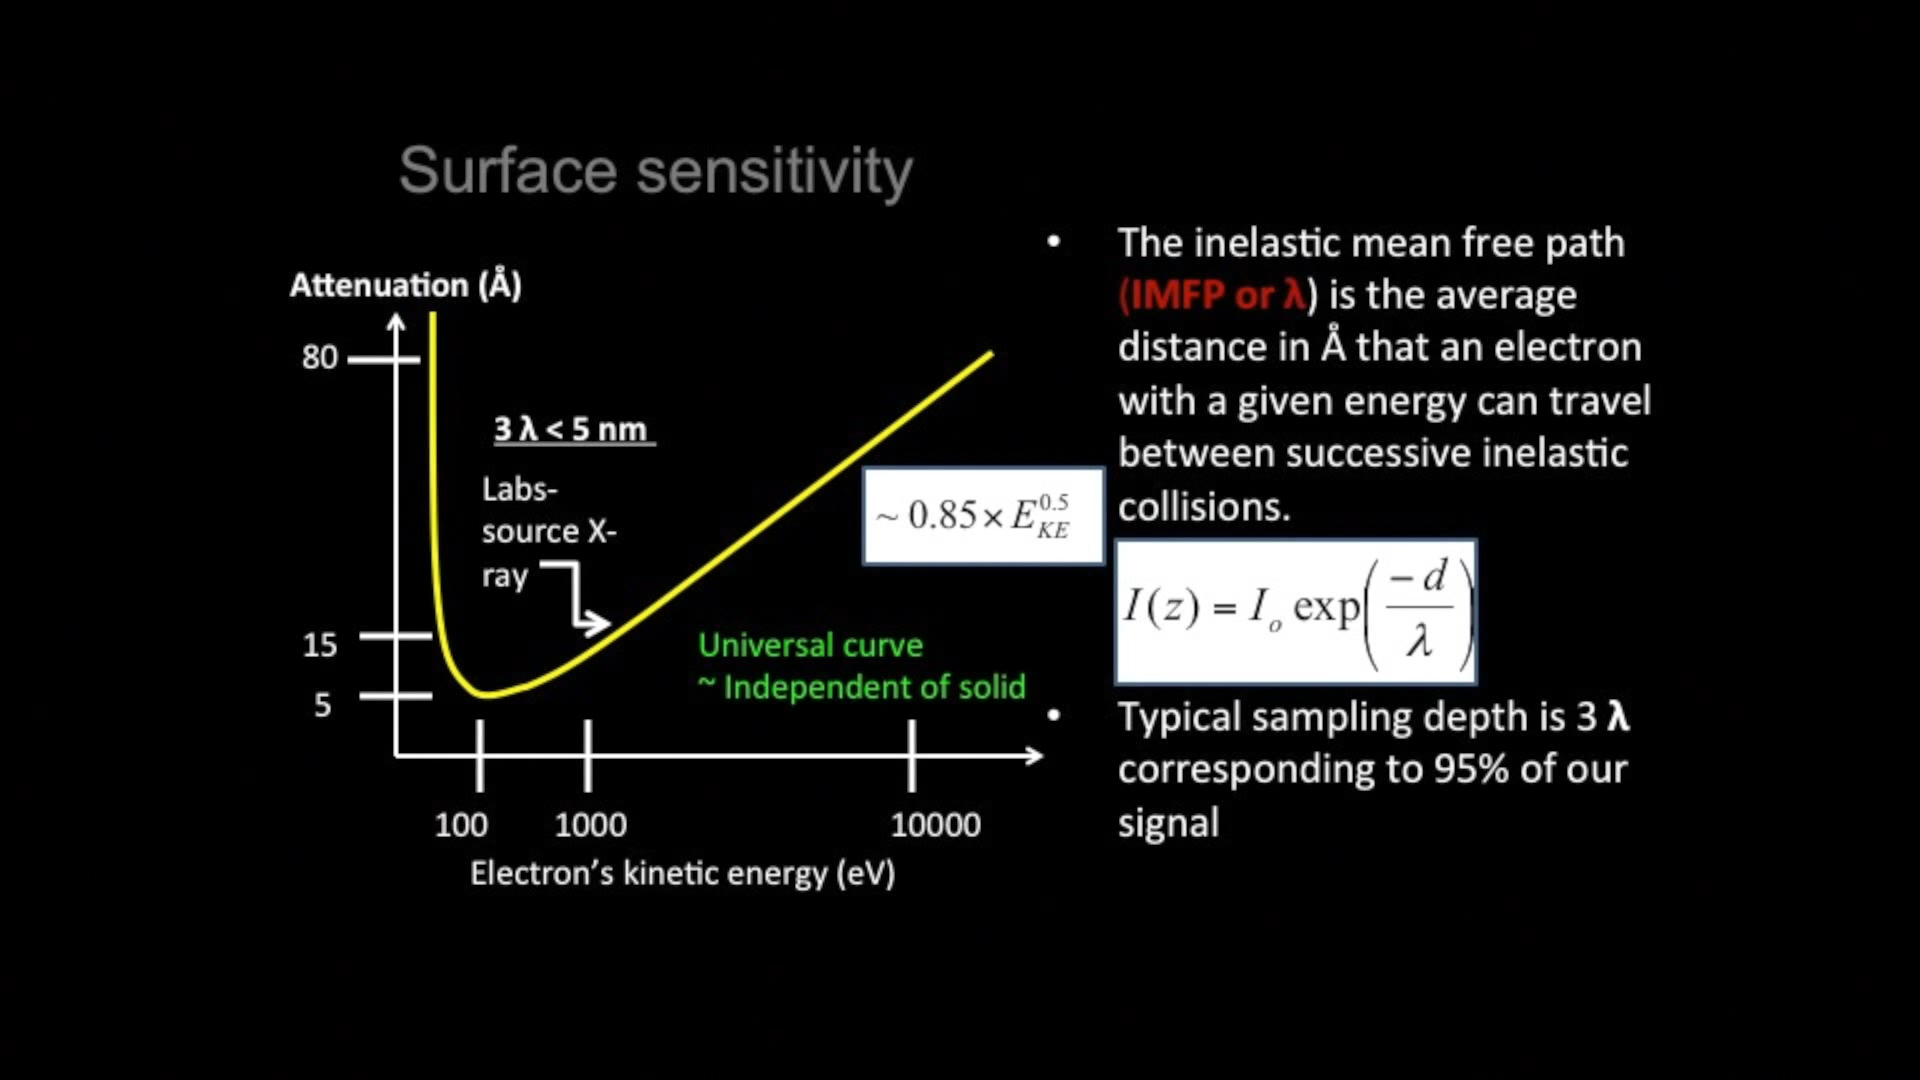 Surface sensitivity
Attenuation (Å)
80
15
5
3 λ < 5 nm
Labs-
source X-
ray
~ 0.85 × E_{KE}^{0.5}
Universal curve
~ Independent of solid
100 1000 10000
Electron’s kinetic energy (eV)
• The inelastic mean free path
(IMFP or λ) is the average
distance in Å that an electron
with a given energy can travel
between successive inelastic
collisions.
I(z) = I_o exp(-d/λ)
• Typical sampling depth is 3 λ
corresponding to 95% of our
signal